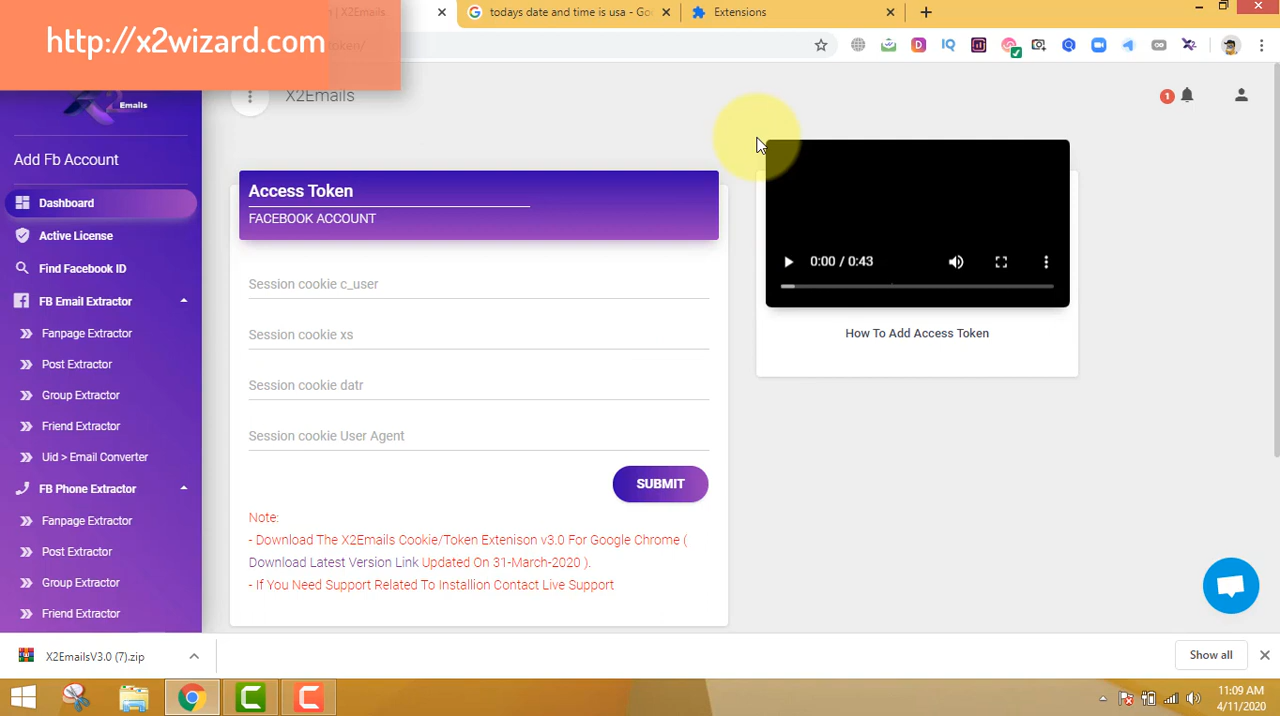 http://x2wizard.com
| X2Emails
todays date and time is usa - Go
Extensions
oken/
Emails
X2Emails
1
Add Fb Account
Dashboard
Active License
Find Facebook ID
FB Email Extractor
Fanpage Extractor
Post Extractor
Group Extractor
Friend Extractor
Uid > Email Converter
FB Phone Extractor
Fanpage Extractor
Post Extractor
Group Extractor
Friend Extractor
Access Token
FACEBOOK ACCOUNT
Session cookie c_user
Session cookie xs
Session cookie datr
Session cookie User Agent
SUBMIT
Note:
- Download The X2Emails Cookie/Token Extenison v3.0 For Google Chrome (
Download Latest Version Link Updated On 31-March-2020 ).
- If You Need Support Related To Installion Contact Live Support
0:00 / 0:43
How To Add Access Token
X2EmailsV3.0 (7).zip
Show all
11:09 AM
4/11/2020